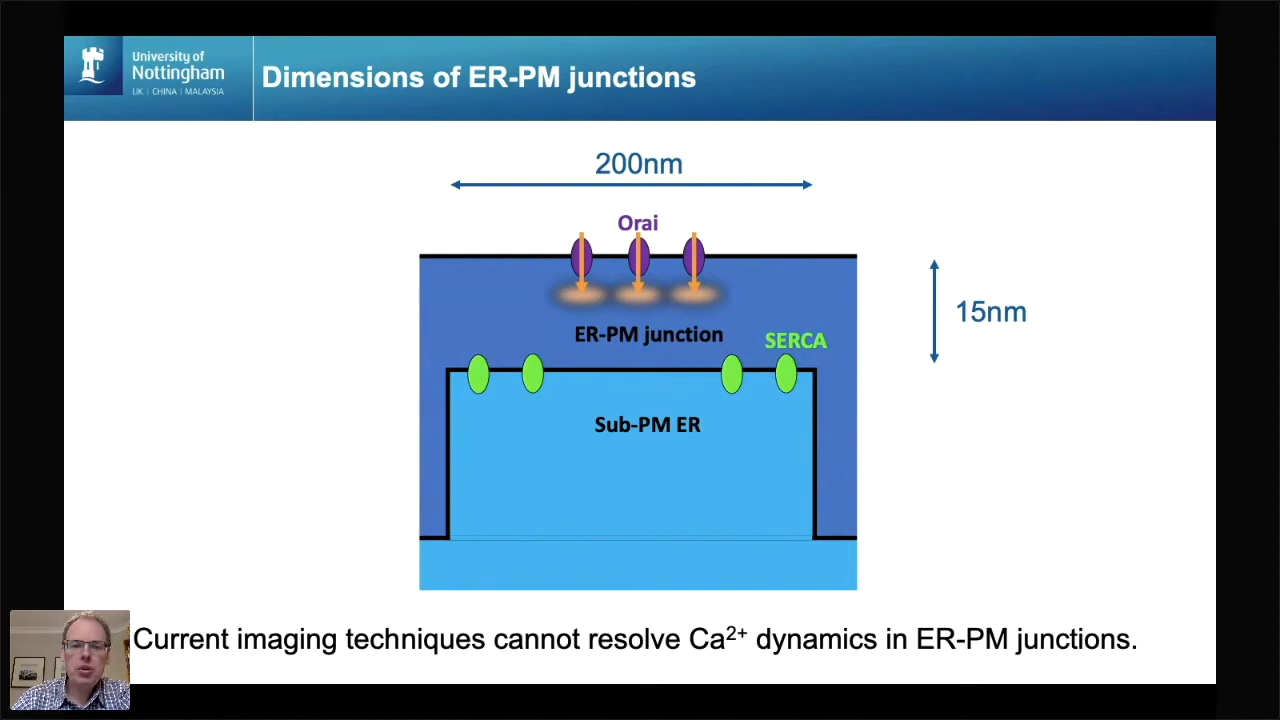 University of
Nottingham
UK | CHINA | MALAYSIA
Dimensions of ER-PM junctions
200nm
Orai
15nm
ER-PM junction
SERCA
Sub-PM ER
Current imaging techniques cannot resolve Ca²⁺ dynamics in ER-PM junctions.